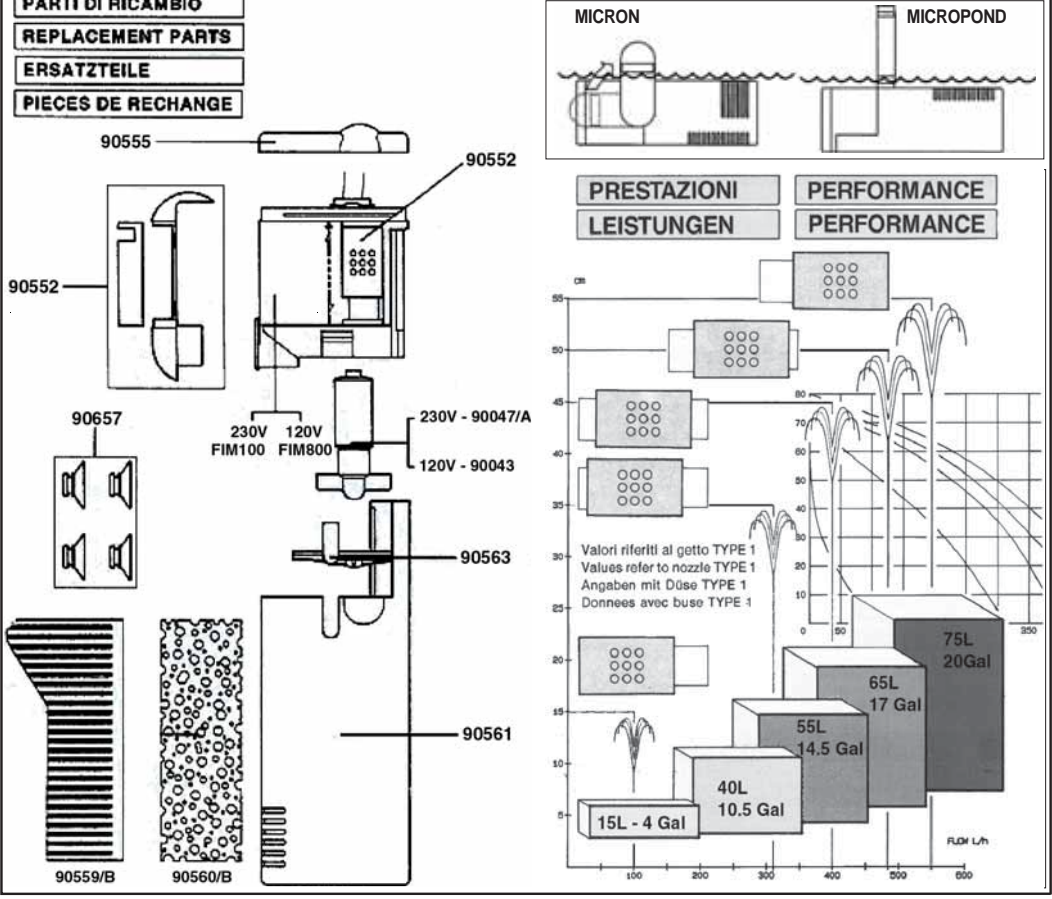 PARTI DI RICAMBIO
REPLACEMENT PARTS
ERSATZTEILE
PIECES DE RECHANGE
90555
90552
90552
230V 120V
FIM100 FIM800
230V - 90047/A
120V - 90043
90657
90563
90561
90559/B
90560/B
MICRON
MICROPOND
PRESTAZIONI
PERFORMANCE
LEISTUNGEN
PERFORMANCE
cm
55
50
45
40
35
30
25
20
15
10
5
80
70
60
50
40
30
20
10
0
50
350
Valori riferiti al getto TYPE 1
Values refer to nozzle TYPE 1
Angaben mit Düse TYPE 1
Donnees avec buse TYPE 1
75L
20Gal
65L
17 Gal
55L
14.5 Gal
40L
10.5 Gal
15L - 4 Gal
FLOW L/h
100 200 300 400 500 600